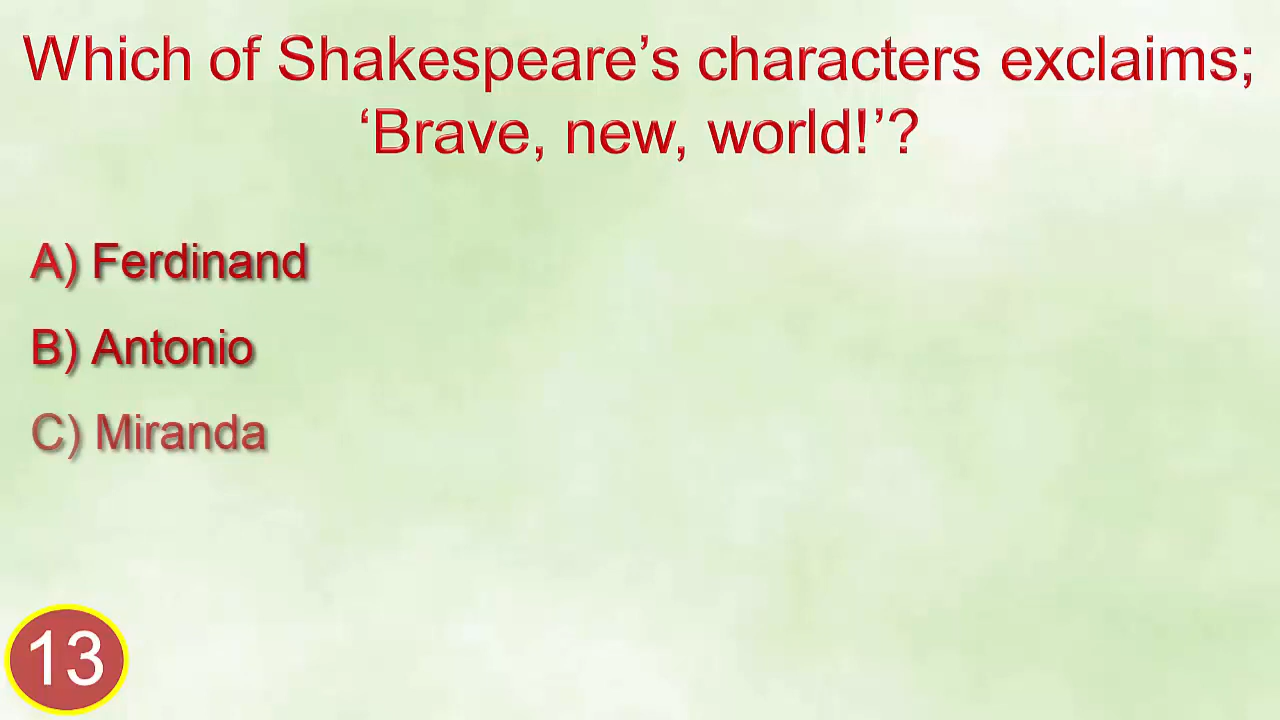 Which of Shakespeare’s characters exclaims;
‘Brave, new, world!’?
A) Ferdinand
B) Antonio
C) Miranda
13